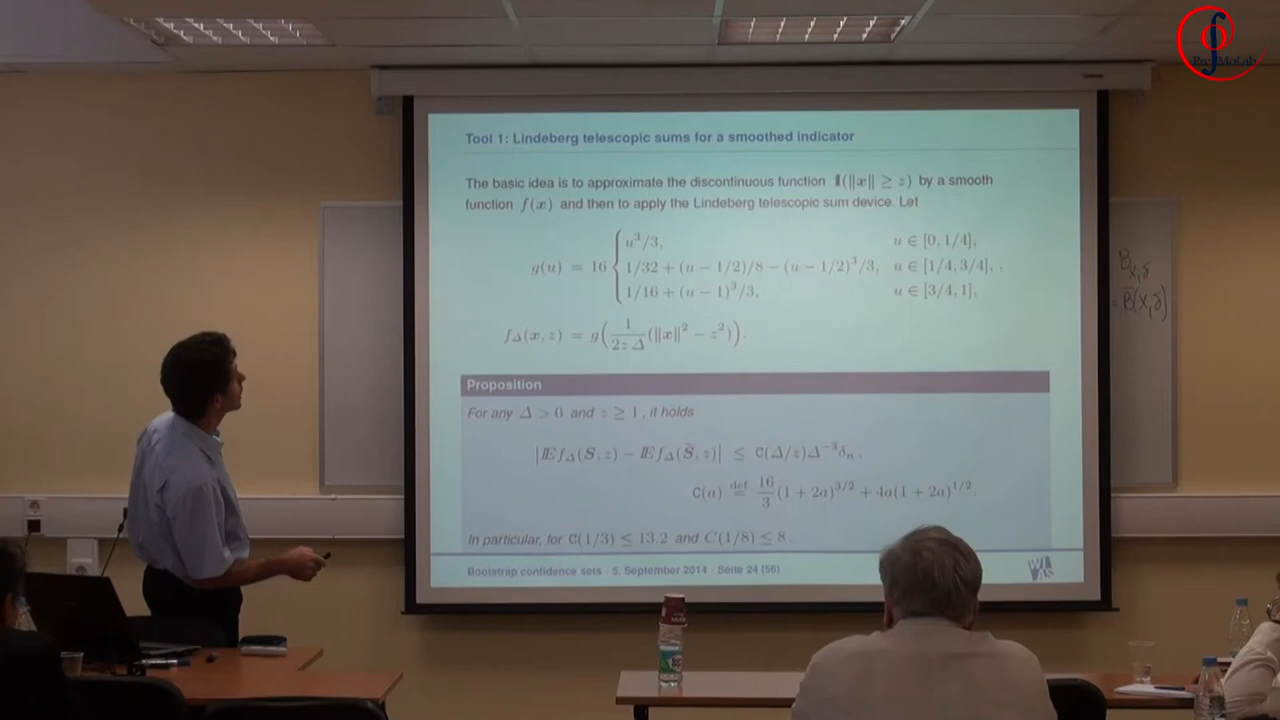 PreMoLab
Tool 1: Lindeberg telescopic sums for a smoothed indicator
The basic idea is to approximate the discontinuous function 𝟙(‖x‖ ≥ z) by a smooth
function f(x) and then to apply the Lindeberg telescopic sum device. Let
g(u) = 16 { u³/3, u ∈ [0, 1/4],
1/32 + (u − 1/2)/8 − (u − 1/2)³/3, u ∈ [1/4, 3/4], .
1/16 + (u − 1)³/3, u ∈ [3/4, 1],
f_Δ(x, z) = g( 1/(2z Δ) (‖x‖² − z²) ).
Proposition
For any Δ > 0 and z ≥ 1, it holds
|𝔼f_Δ(S, z) − 𝔼f_Δ(S̃, z)| ≤ C(Δ/z)Δ⁻³δₙ,
C(a) def= 16/3 (1 + 2a)^{3/2} + 4a(1 + 2a)^{1/2}.
In particular, for C(1/3) ≤ 13.2 and C(1/8) ≤ 8.
Bootstrap confidence sets · 5. September 2014 · Seite 24 (56)
WIAS
B_{x,δ}
= B(x,δ)